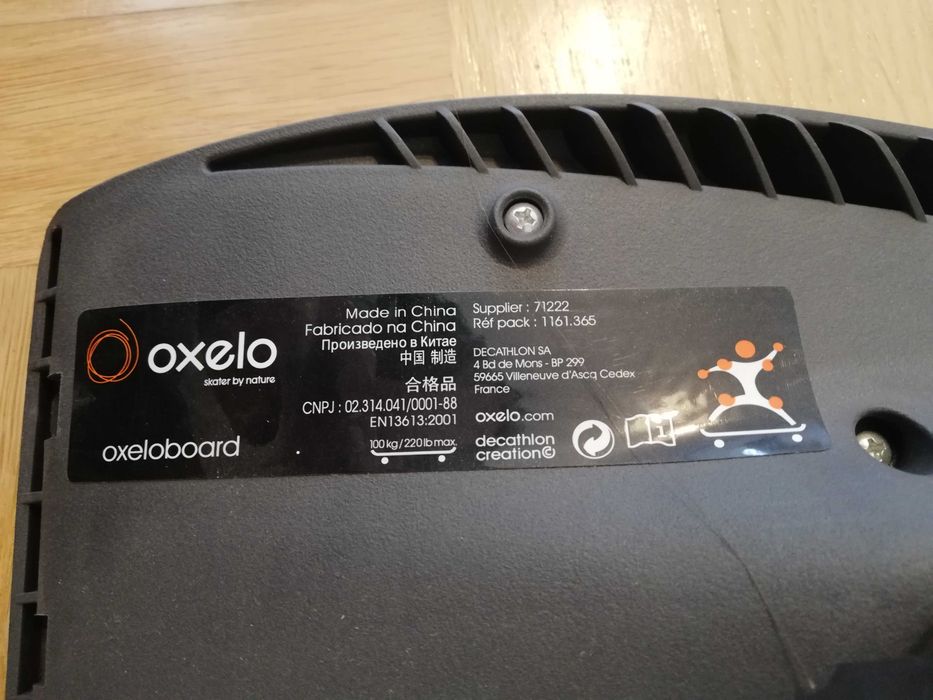 oxelo
skater by nature
oxeloboard
Made in China
Fabricado na China
Произведено в Китае
中国 制造
合格品
CNPJ : 02.314.041/0001-88
EN13613:2001
100 kg / 220 lb max.
Supplier : 71222
Réf pack : 1161.365
DECATHLON SA
4 Bd de Mons - BP 299
59665 Villeneuve d'Ascq Cedex
France
oxelo.com
decathlon
creation©